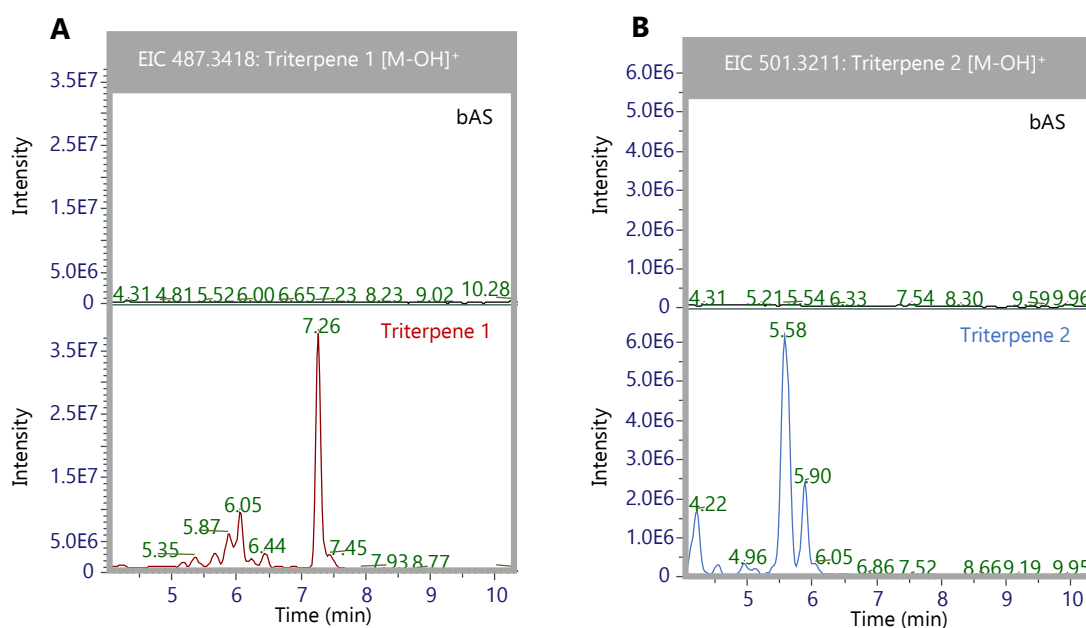 A
EIC 487.3418: Triterpene 1 [M-OH]⁺
Intensity
3.5E7
2.5E7
1.5E7
5.0E6
0
bAS
4.31 4.81 5.52 6.00 6.65 7.23 8.23 9.02 10.28
Intensity
3.5E7
2.5E7
1.5E7
5.0E6
0
Triterpene 1
7.26
6.05
5.87
5.35 6.44 7.45
7.93 8.77
5 6 7 8 9 10
Time (min)
B
EIC 501.3211: Triterpene 2 [M-OH]⁺
Intensity
6.0E6
5.0E6
4.0E6
3.0E6
2.0E6
1.0E6
0
bAS
4.31 5.21 5.54 6.33 7.54 8.30 9.59 9.96
Intensity
6.0E6
5.0E6
4.0E6
3.0E6
2.0E6
1.0E6
0
Triterpene 2
5.58
5.90
4.22
4.96 6.05
6.86 7.52 8.66 9.19 9.95
5 6 7 8 9 10
Time (min)